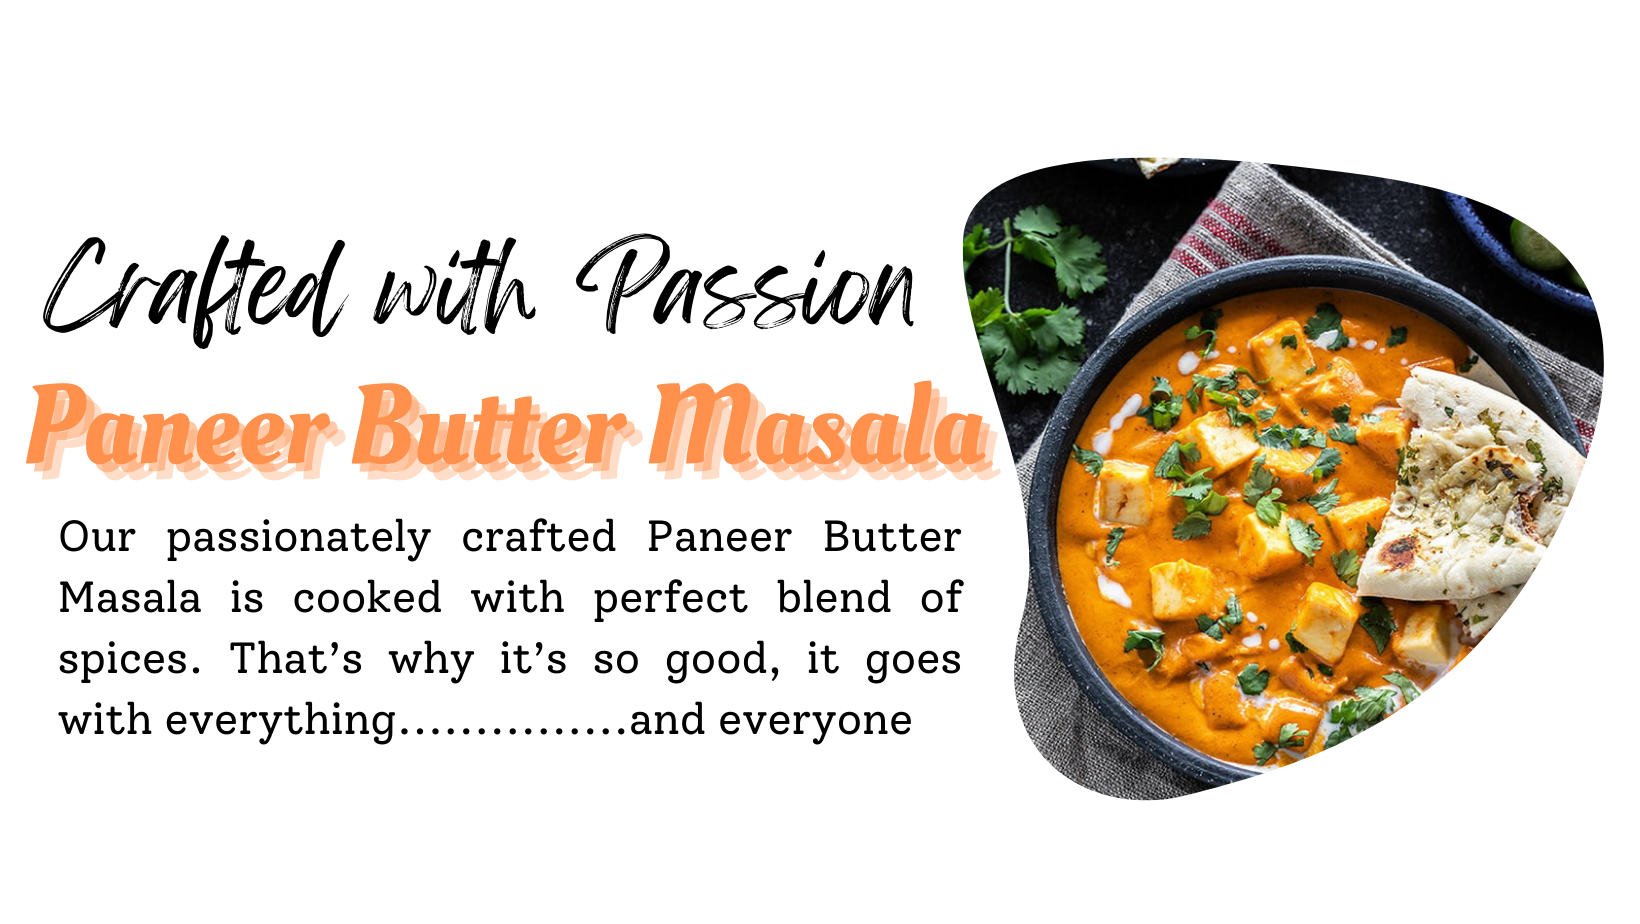 Crafted with Passion
Paneer Butter Masala
Our passionately crafted Paneer Butter
Masala is cooked with perfect blend of
spices. That’s why it’s so good, it goes
with everything...............and everyone